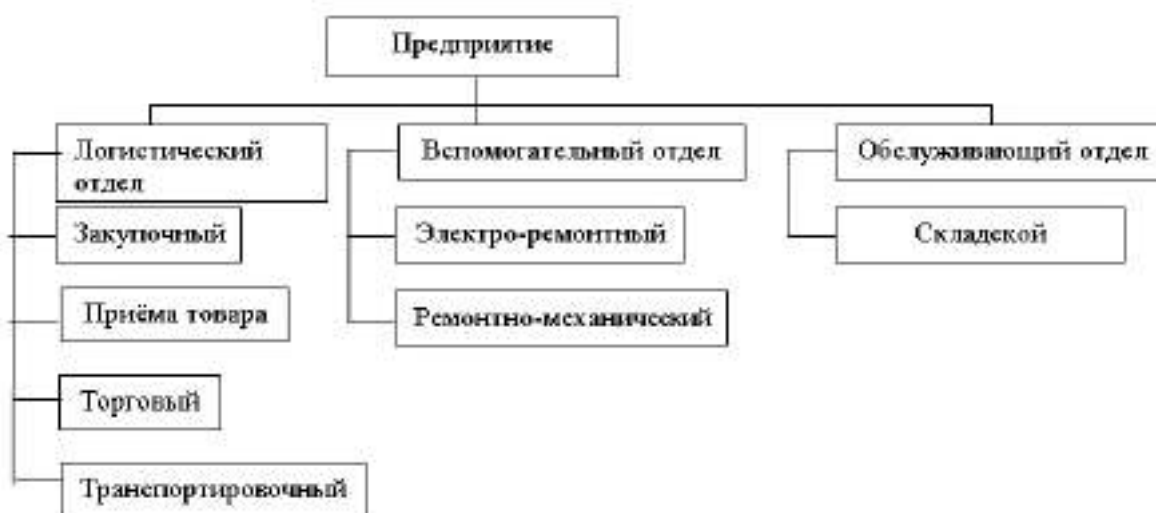 Предприятие
Логистический
отдел
Вспомогательный отдел
Обслуживающий отдел
Закупочный
Электро-ремонтный
Складской
Приёма товара
Ремонтно-механический
Торговый
Транспортировочный